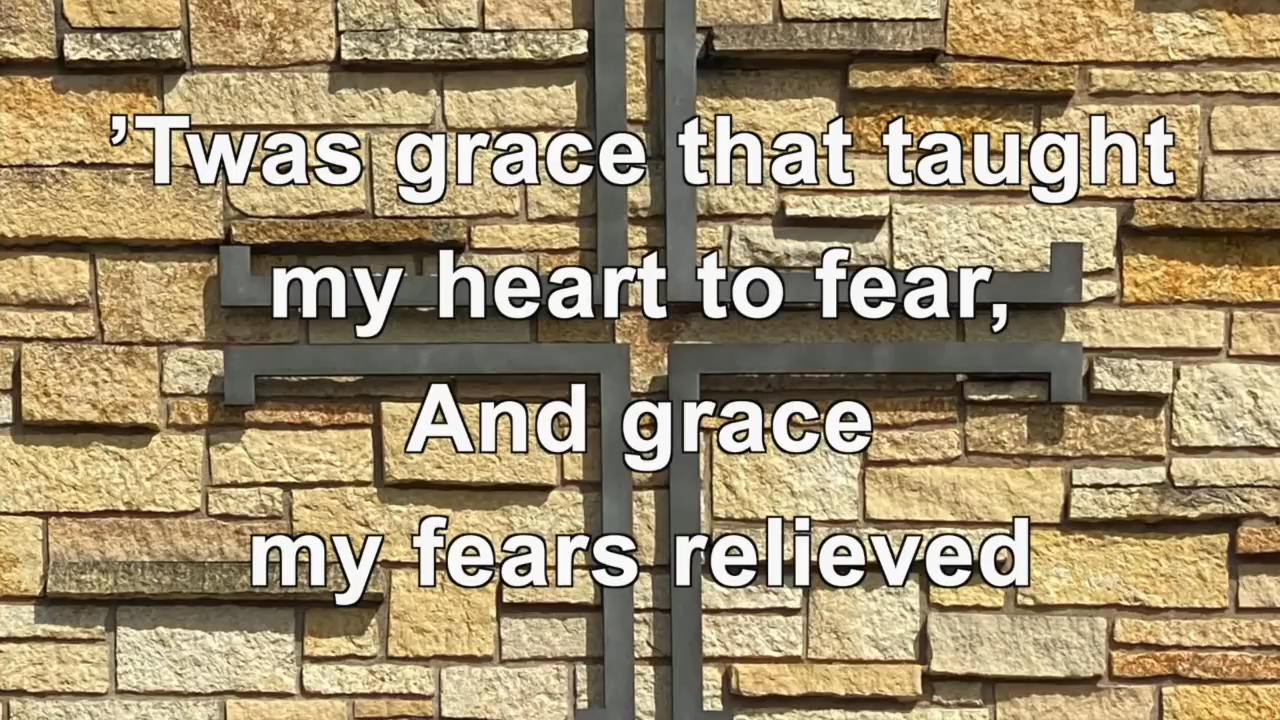 ’Twas grace that taught
my heart to fear,
And grace
my fears relieved